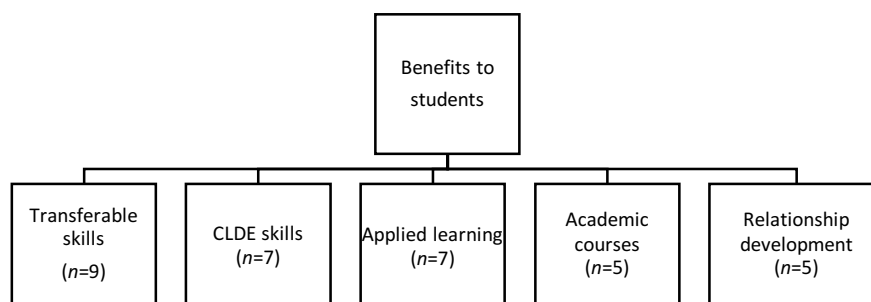 Benefits to
students
Transferable
skills
(n=9)
CLDE skills
(n=7)
Applied learning
(n=7)
Academic
courses
(n=5)
Relationship
development
(n=5)